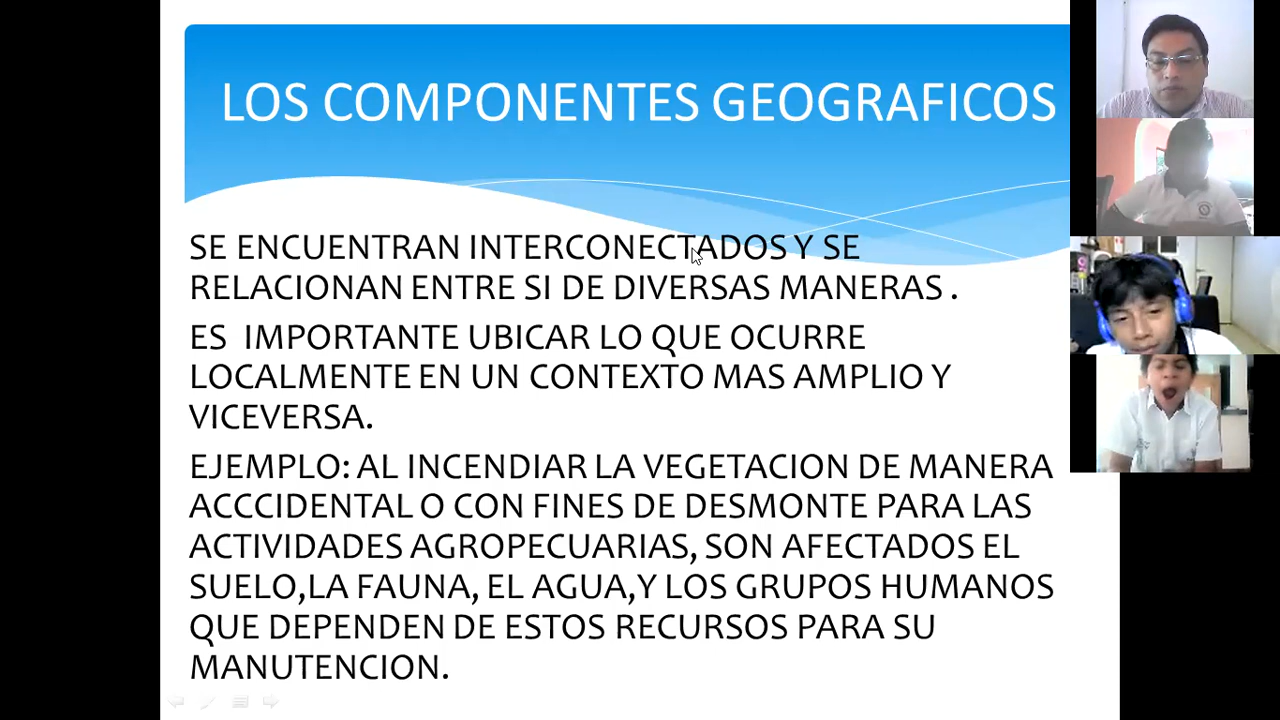 LOS COMPONENTES GEOGRAFICOS
SE ENCUENTRAN INTERCONECTADOS Y SE
RELACIONAN ENTRE SI DE DIVERSAS MANERAS .
ES IMPORTANTE UBICAR LO QUE OCURRE
LOCALMENTE EN UN CONTEXTO MAS AMPLIO Y
VICEVERSA.
EJEMPLO: AL INCENDIAR LA VEGETACION DE MANERA
ACCCIDENTAL O CON FINES DE DESMONTE PARA LAS
ACTIVIDADES AGROPECUARIAS, SON AFECTADOS EL
SUELO,LA FAUNA, EL AGUA,Y LOS GRUPOS HUMANOS
QUE DEPENDEN DE ESTOS RECURSOS PARA SU
MANUTENCION.